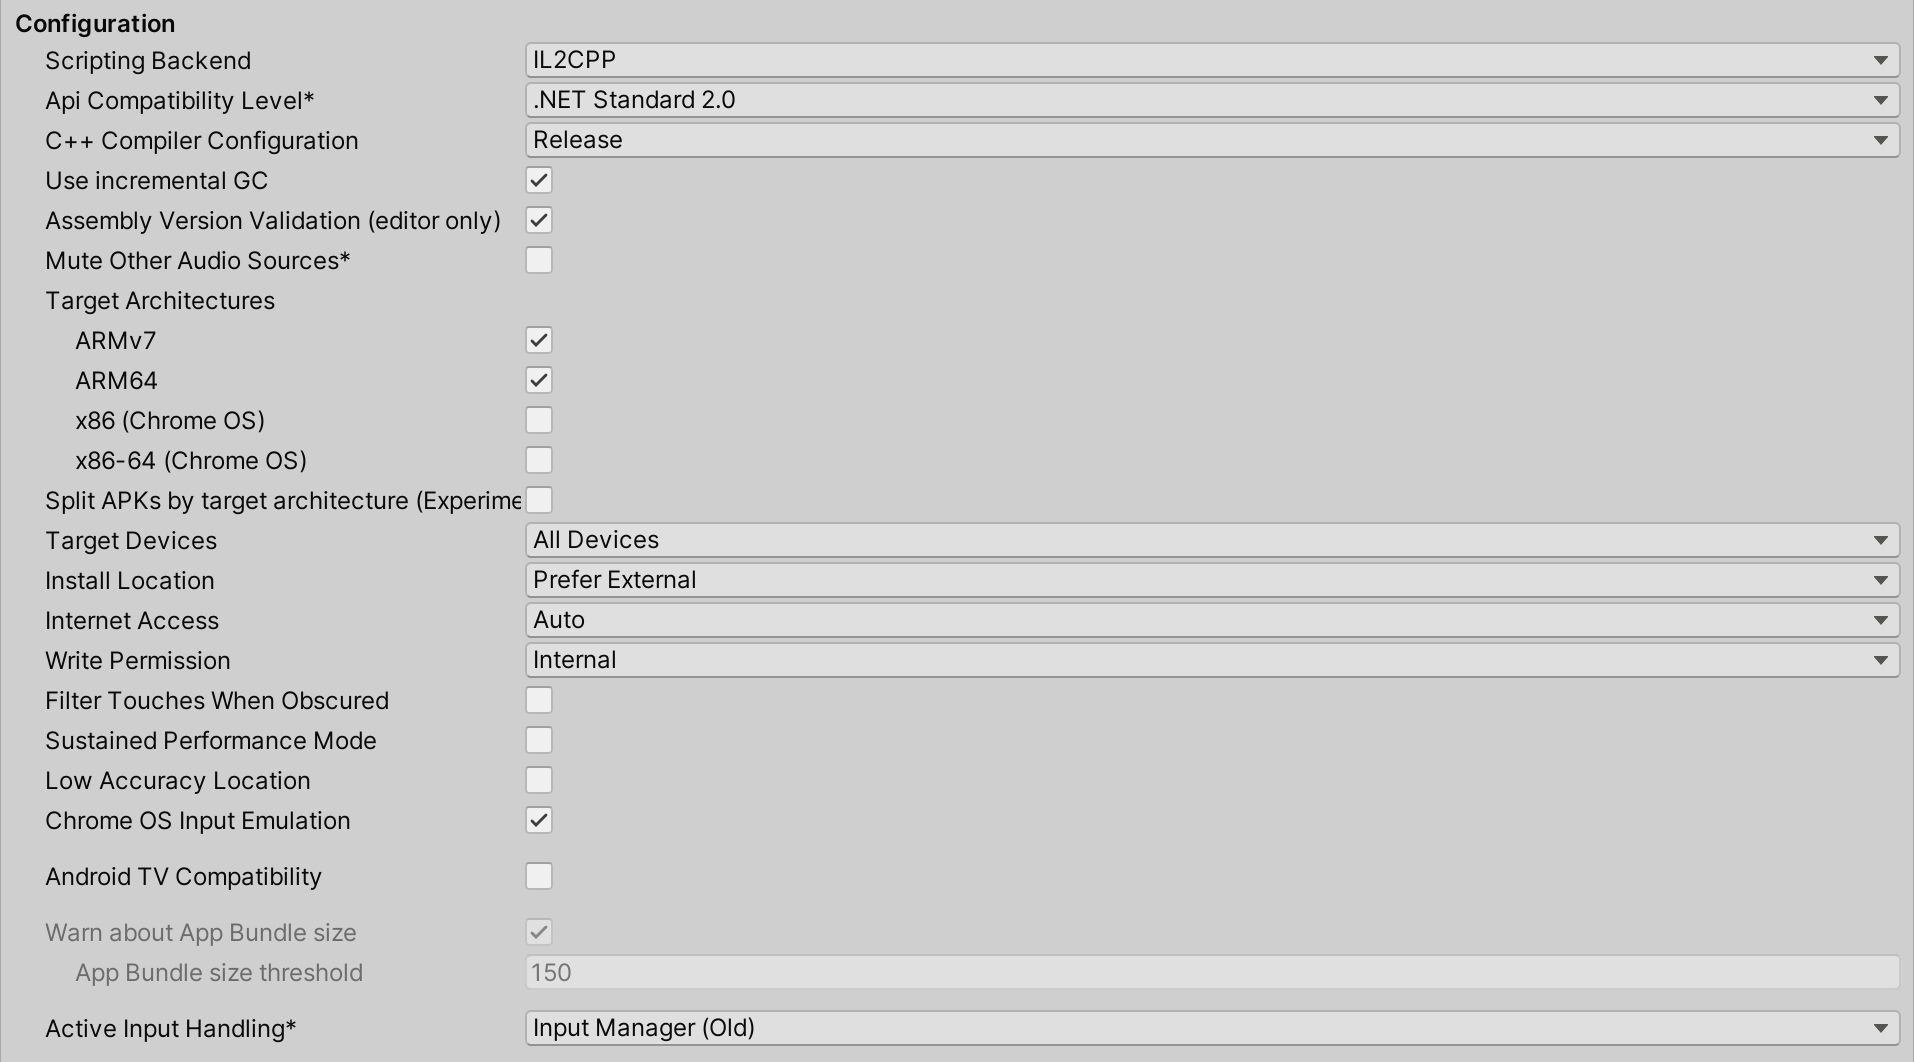 Configuration
Scripting Backend IL2CPP
Api Compatibility Level* .NET Standard 2.0
C++ Compiler Configuration Release
Use incremental GC
Assembly Version Validation (editor only)
Mute Other Audio Sources*
Target Architectures
ARMv7
ARM64
x86 (Chrome OS)
x86-64 (Chrome OS)
Split APKs by target architecture (Experime
Target Devices All Devices
Install Location Prefer External
Internet Access Auto
Write Permission Internal
Filter Touches When Obscured
Sustained Performance Mode
Low Accuracy Location
Chrome OS Input Emulation
Android TV Compatibility
Warn about App Bundle size
App Bundle size threshold 150
Active Input Handling* Input Manager (Old)